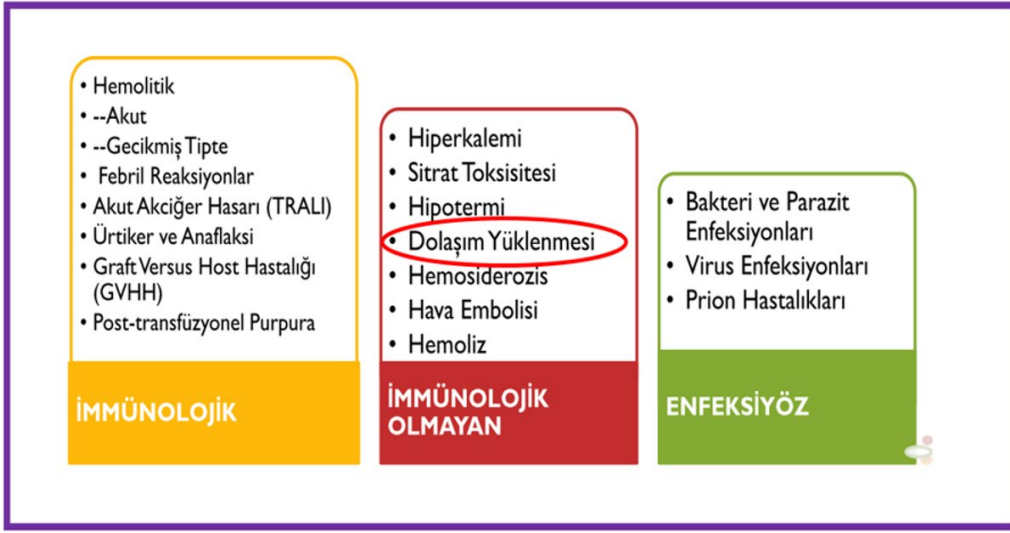 • Hemolitik
• --Akut
• --Gecikmiş Tipte
• Febril Reaksiyonlar
• Akut Akciğer Hasarı (TRALI)
• Ürtiker ve Anaflaksi
• Graft Versus Host Hastalığı
(GVHH)
• Post-transfüzyonel Purpura
İMMÜNOLOJİK
• Hiperkalemi
• Sitrat Toksisitesi
• Hipotermi
• Dolaşım Yüklenmesi
• Hemosiderozis
• Hava Embolisi
• Hemoliz
İMMÜNOLOJİK
OLMAYAN
• Bakteri ve Parazit
Enfeksiyonları
• Virus Enfeksiyonları
• Prion Hastalıkları
ENFEKSİYÖZ